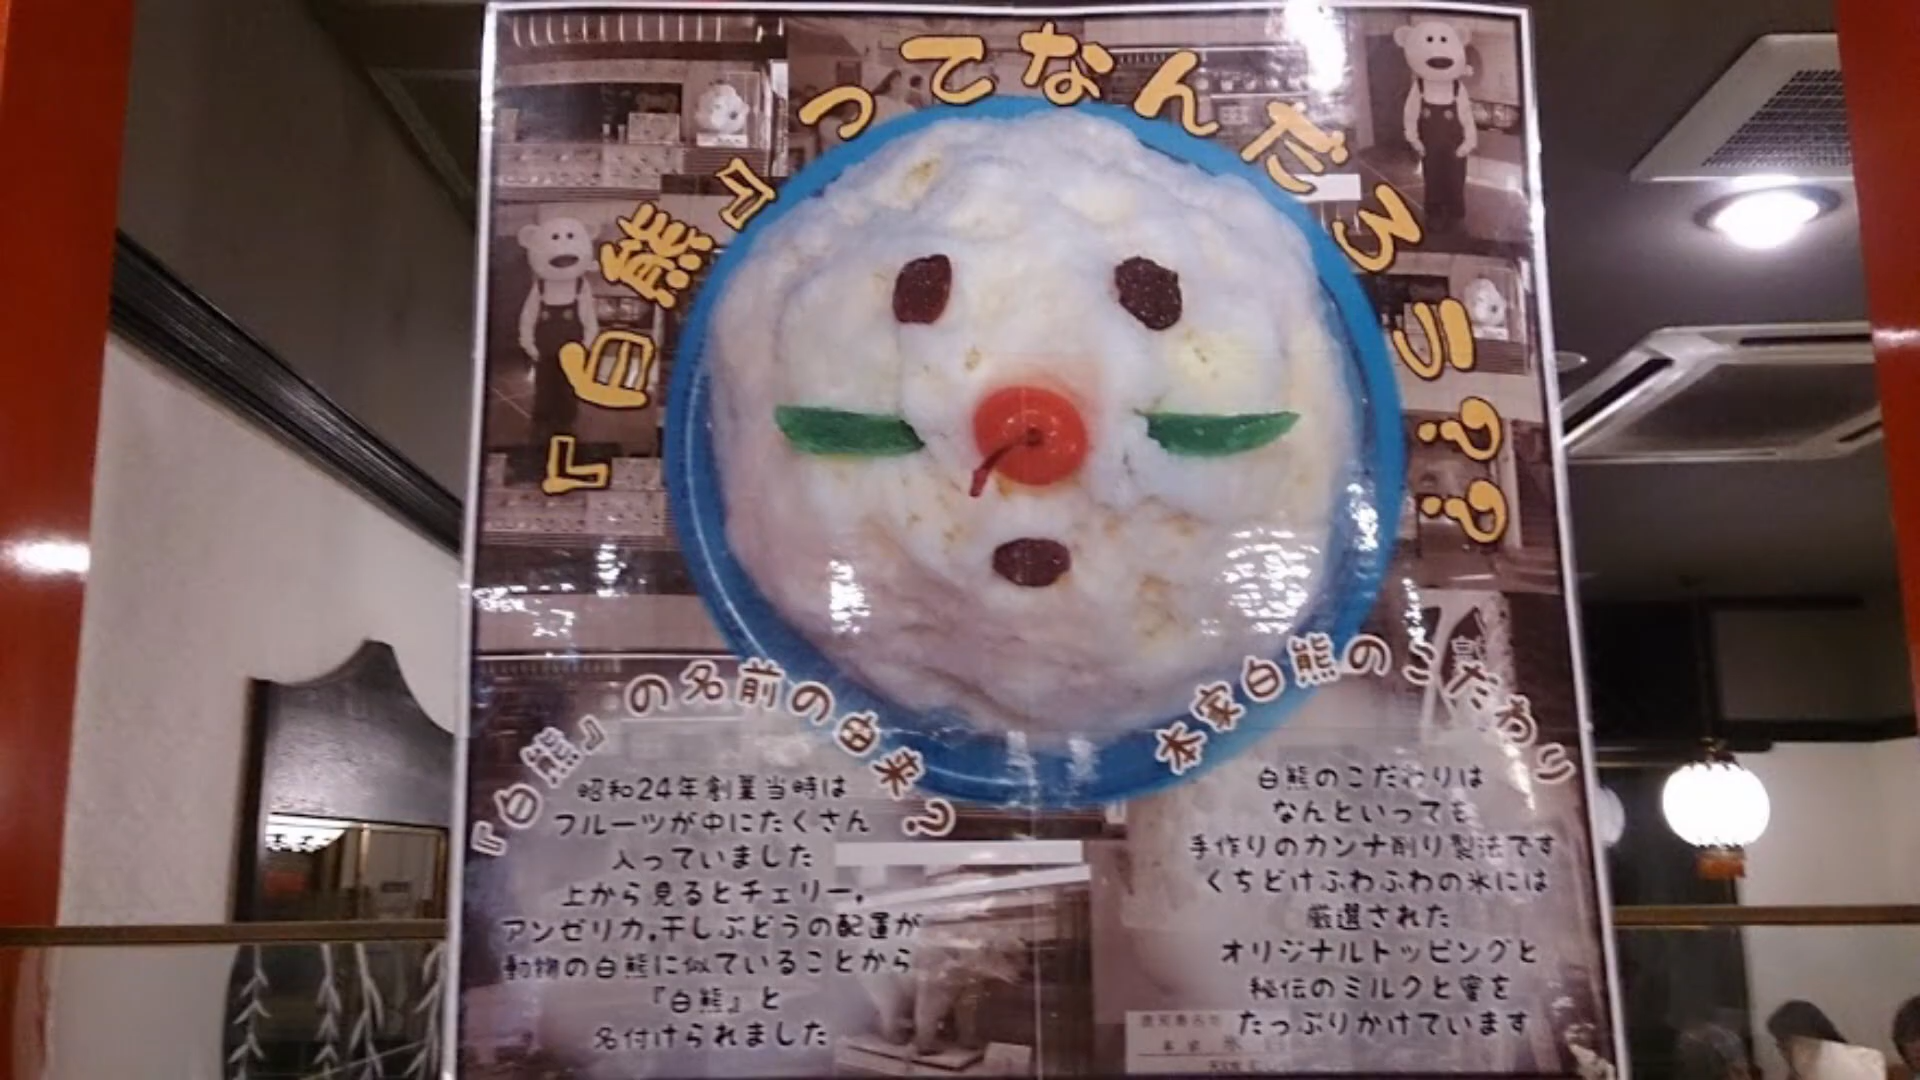 『白熊』ってなんだろう??
『白熊』の名前の由来?
昭和24年創業当時は
フルーツが中にたくさん
入っていました
上から見るとチェリー,
アンゼリカ,干しぶどうの配置が
動物の白熊に似ていることから
『白熊』と
名付けられました
本家白熊のこだわり
白熊のこだわりは
なんといっても
手作りのカンナ削り製法です
くちどけふわふわの氷には
厳選された
オリジナルトッピングと
秘伝のミルクと蜜を
たっぷりかけています